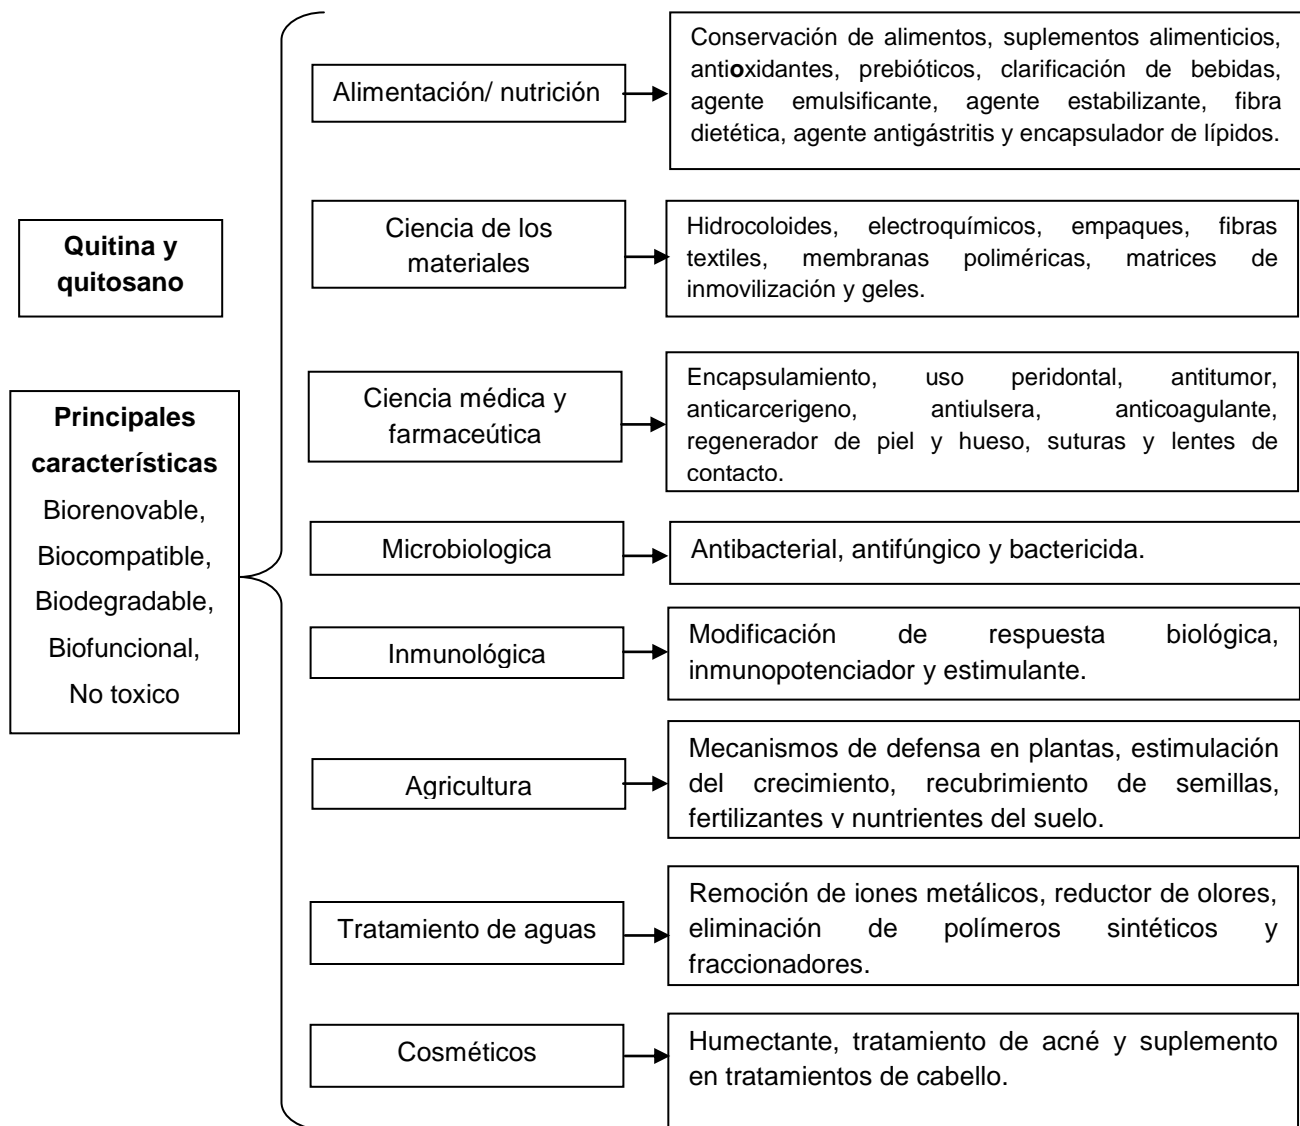 Quitina y
quitosano
Principales
característifcas
Biorenovable,
Biocompatible,
Biodegradable,
Biofuncional,
No toxico
Alimentación/ nutrición
Conservación de alimentos, suplementos alimenticios,
antioxidantes, prebióticos, clarificación de bebidas,
agente emulsificante, agente estabilizante, fibra
dietética, agente antigástritis y encapsulador de lípidos.
Ciencia de los
materiales
Hidrocoloides, electroquímicos, empaques, fibras
textiles, membranas poliméricas, matrices de
inmovilización y geles.
Ciencia médica y
farmaceútica
Encapsulamiento, uso peridontal, antitumor,
anticarcerigeno, antiulsera, anticoagulante,
regenerador de piel y hueso, suturas y lentes de
contacto.
Microbiologica
Antibacterial, antifúngico y bactericida.
Inmunológica
Modificación de respuesta biológica,
inmunopotenciador y estimulante.
Agricultura
Mecanismos de defensa en plantas, estimulación
del crecimiento, recubrimiento de semillas,
fertilizantes y nuntrientes del suelo.
Tratamiento de aguas
Remoción de iones metálicos, reductor de olores,
eliminación de polímeros sintéticos y
fraccionadores.
Cosméticos
Humectante, tratamiento de acné y suplemento
en tratamientos de cabello.